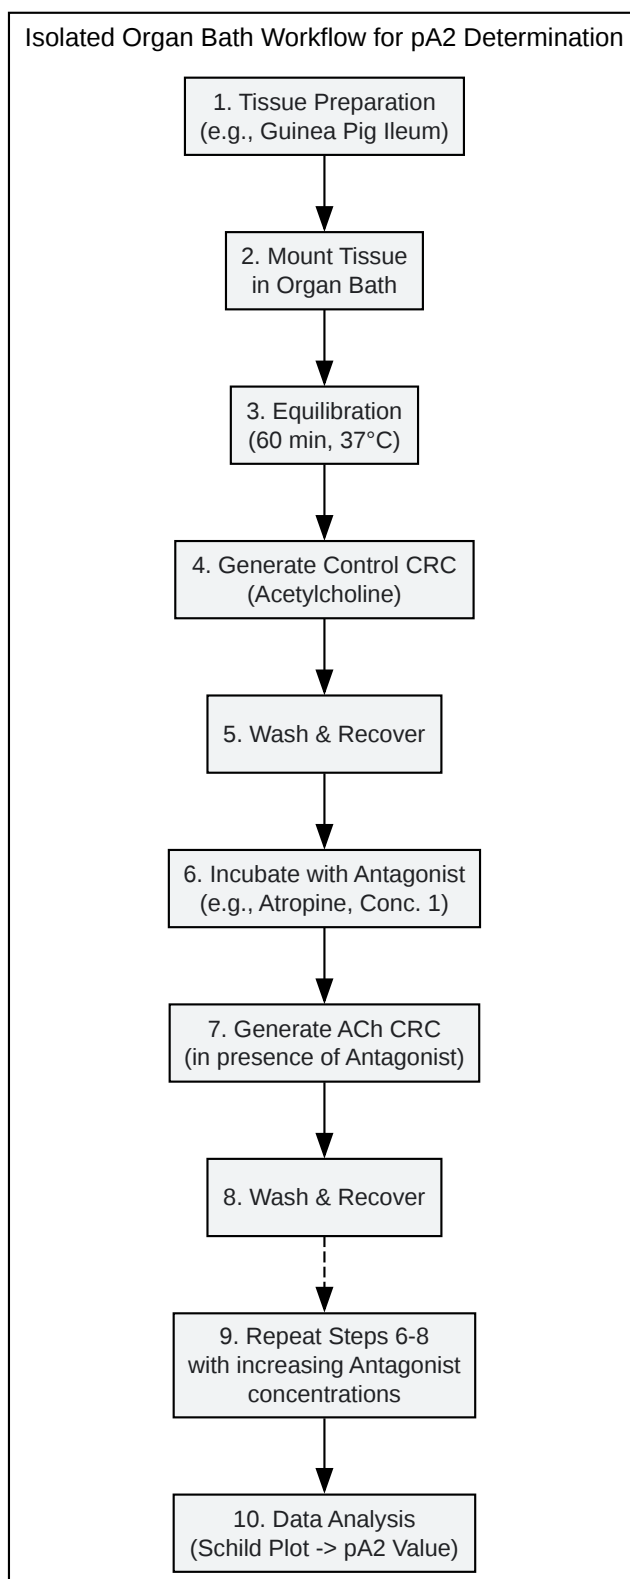 Isolated Organ Bath Workflow for pA2 Determination
1. Tissue Preparation
(e.g., Guinea Pig Ileum)
2. Mount Tissue
in Organ Bath
3. Equilibration
(60 min, 37°C)
4. Generate Control CRC
(Acetylcholine)
5. Wash & Recover
6. Incubate with Antagonist
(e.g., Atropine, Conc. 1)
7. Generate ACh CRC
(in presence of Antagonist)
8. Wash & Recover
9. Repeat Steps 6-8
with increasing Antagonist
concentrations
10. Data Analysis
(Schild Plot -> pA2 Value)